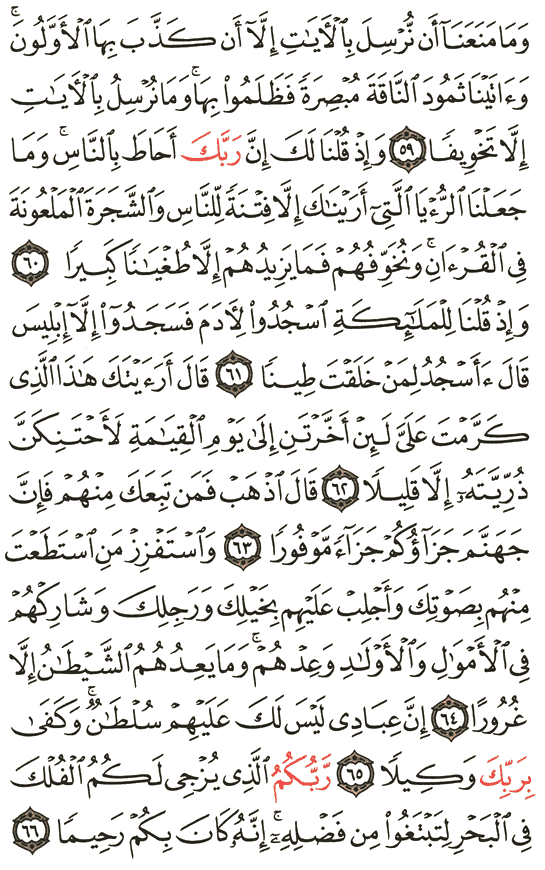 وَمَا مَنَعَنَآ أَن نُّرْسِلَ بِٱلْأَيَٰتِ إِلَّآ أَن كَذَّبَ بِهَا ٱلْأَوَّلُونَۚ
وَءَاتَيْنَا ثَمُودَ ٱلنَّاقَةَ مُبْصِرَةً فَظَلَمُوا۟ بِهَاۚ وَمَا نُرْسِلُ بِٱلْأَيَٰتِ
إِلَّا تَخْوِيفًا ٥٩ وَإِذْ قُلْنَا لَكَ إِنَّ رَبَّكَ أَحَاطَ بِٱلنَّاسِۚ وَمَا
جَعَلْنَا ٱلرُّءْيَا ٱلَّتِىٓ أَرَيْنَٰكَ إِلَّا فِتْنَةً لِّلنَّاسِ وَٱلشَّجَرَةَ ٱلْمَلْعُونَةَ
فِى ٱلْقُرْءَانِۚ وَنُخَوِّفُهُمْ فَمَا يَزِيدُهُمْ إِلَّا طُغْيَٰنًا كَبِيرًا ٦٠
وَإِذْ قُلْنَا لِلْمَلَٰٓئِكَةِ ٱسْجُدُوا۟ لِأَدَمَ فَسَجَدُوٓا۟ إِلَّآ إِبْلِيسَ
قَالَ ءَأَسْجُدُ لِمَنْ خَلَقْتَ طِينًا ٦١ قَالَ أَرَءَيْتَكَ هَٰذَا ٱلَّذِى
كَرَّمْتَ عَلَىَّ لَئِنْ أَخَّرْتَنِ إِلَىٰ يَوْمِ ٱلْقِيَٰمَةِ لَأَحْتَنِكَنَّ
ذُرِّيَّتَهُۥٓ إِلَّا قَلِيلًا ٦٢ قَالَ ٱذْهَبْ فَمَن تَبِعَكَ مِنْهُمْ فَإِنَّ
جَهَنَّمَ جَزَآؤُكُمْ جَزَآءً مَّوْفُورًا ٦٣ وَٱسْتَفْزِزْ مَنِ ٱسْتَطَعْتَ
مِنْهُم بِصَوْتِكَ وَأَجْلِبْ عَلَيْهِم بِخَيْلِكَ وَرَجِلِكَ وَشَارِكْهُمْ
فِى ٱلْأَمْوَٰلِ وَٱلْأَوْلَٰدِ وَعِدْهُمْۚ وَمَا يَعِدُهُمُ ٱلشَّيْطَٰنُ إِلَّا
غُرُورًا ٦٤ إِنَّ عِبَادِى لَيْسَ لَكَ عَلَيْهِمْ سُلْطَٰنٌۚ وَكَفَىٰ
بِرَبِّكَ وَكِيلًا ٦٥ رَّبُّكُمُ ٱلَّذِى يُزْجِى لَكُمُ ٱلْفُلْكَ
فِى ٱلْبَحْرِ لِتَبْتَغُوا۟ مِن فَضْلِهِۦٓۚ إِنَّهُۥ كَانَ بِكُمْ رَحِيمًا ٦٦